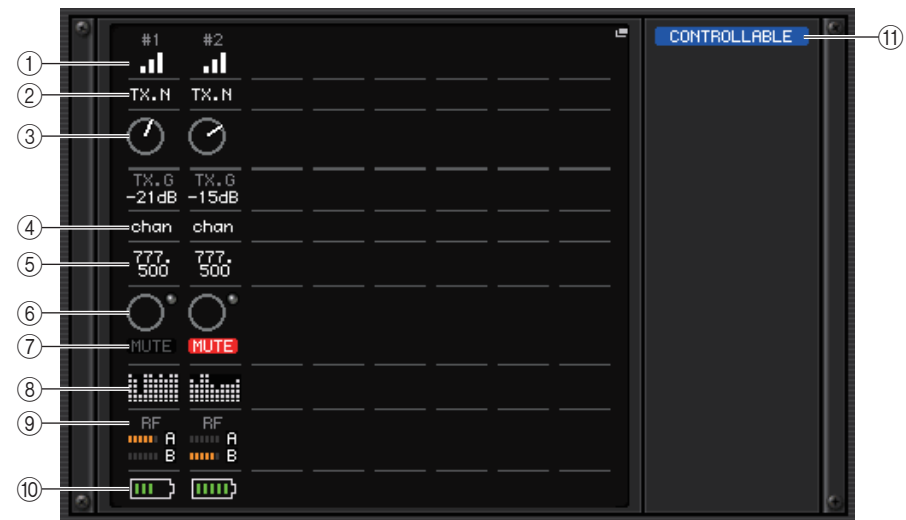 #1 #2 CONTROLLABLE ⑪
①
② TX.N TX.N
③
TX.G TX.G
-21dB -15dB
④ chan chan
⑤ 777. 777.
500 500
⑥
⑦ MUTE MUTE
⑧
⑨ RF RF
A A
B B
⑩